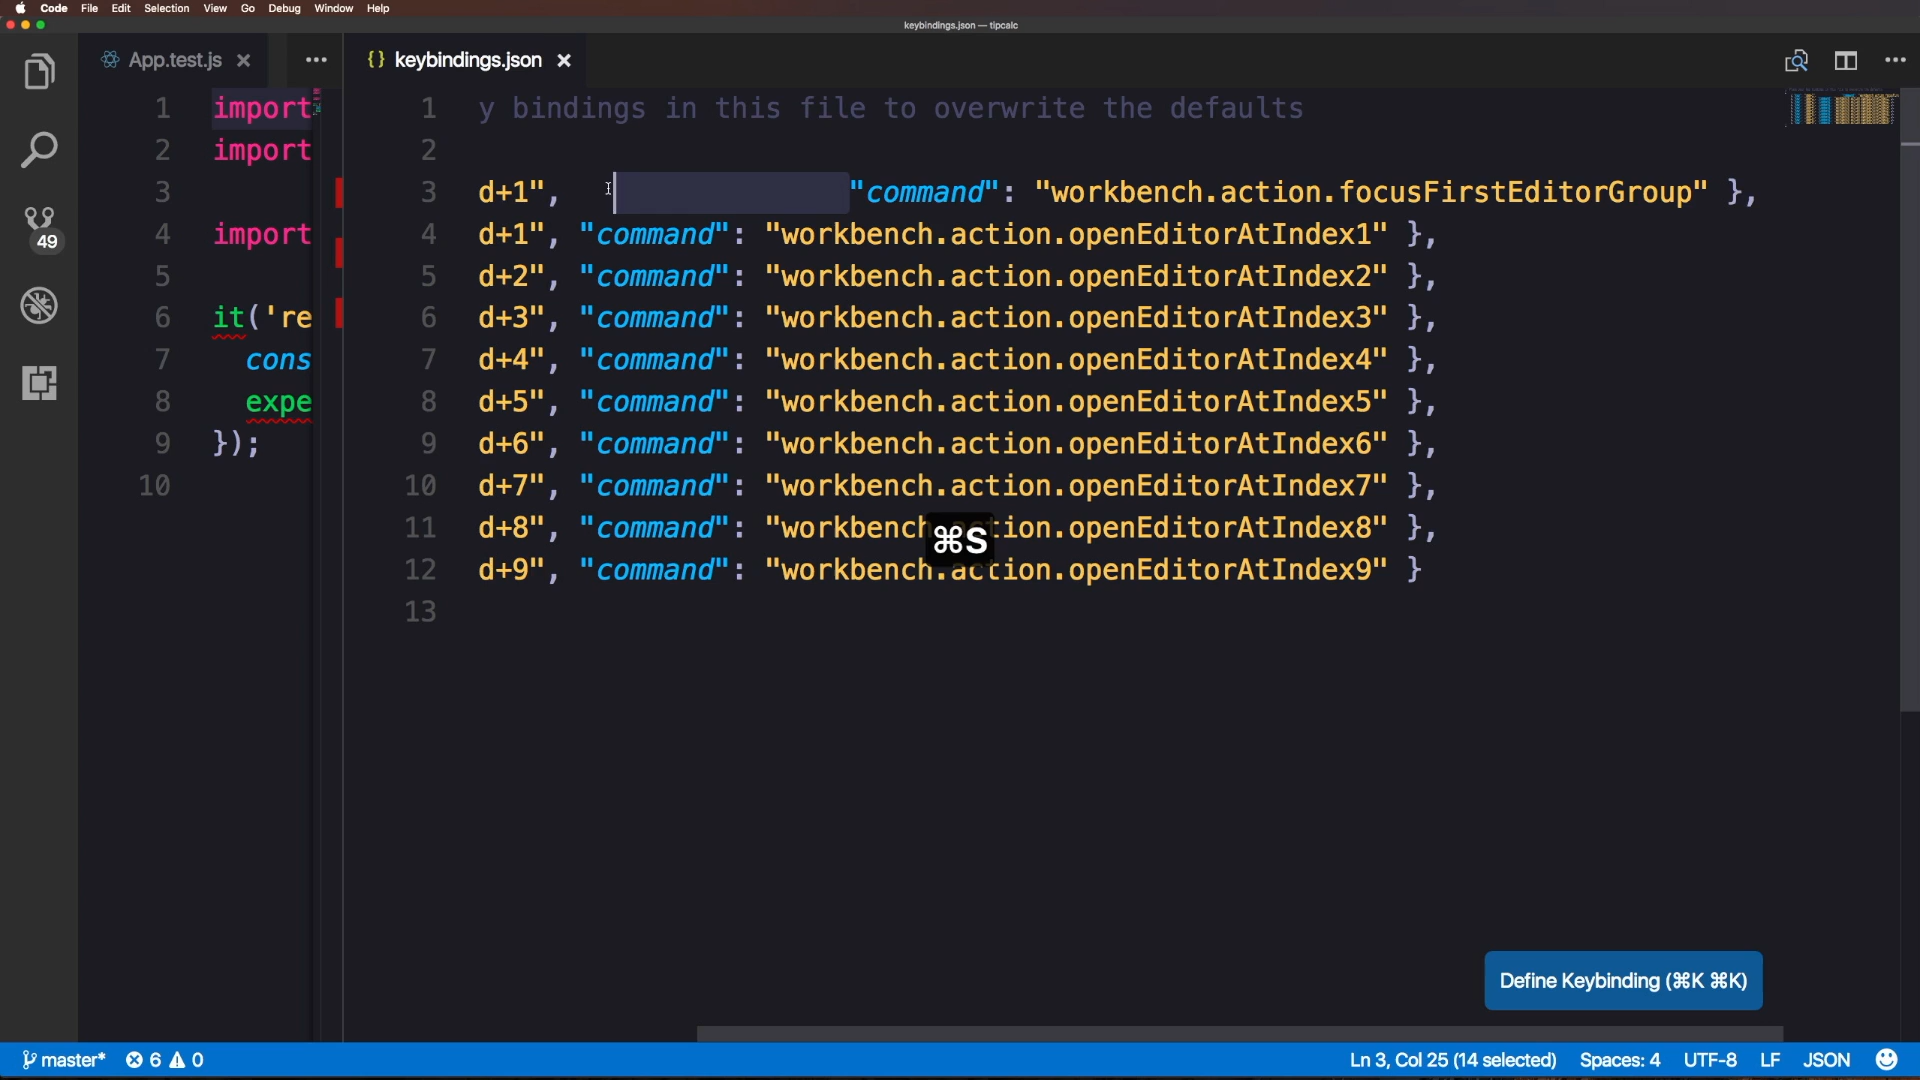 Code File Edit Selection View Go Debug Window Help
keybindings.json — tipcalc
App.test.js
1 import
2 import
3
4 import
5
6 it('re
7 cons
8 expe
9 });
10
{} keybindings.json
1 y bindings in this file to overwrite the defaults
2
3 d+1", "command": "workbench.action.focusFirstEditorGroup" },
4 d+1", "command": "workbench.action.openEditorAtIndex1" },
5 d+2", "command": "workbench.action.openEditorAtIndex2" },
6 d+3", "command": "workbench.action.openEditorAtIndex3" },
7 d+4", "command": "workbench.action.openEditorAtIndex4" },
8 d+5", "command": "workbench.action.openEditorAtIndex5" },
9 d+6", "command": "workbench.action.openEditorAtIndex6" },
10 d+7", "command": "workbench.action.openEditorAtIndex7" },
11 d+8", "command": "workbench.action.openEditorAtIndex8" },
12 d+9", "command": "workbench.action.openEditorAtIndex9" }
13
⌘S
49
Define Keybinding (⌘K ⌘K)
master* 6 0
Ln 3, Col 25 (14 selected) Spaces: 4 UTF-8 LF JSON